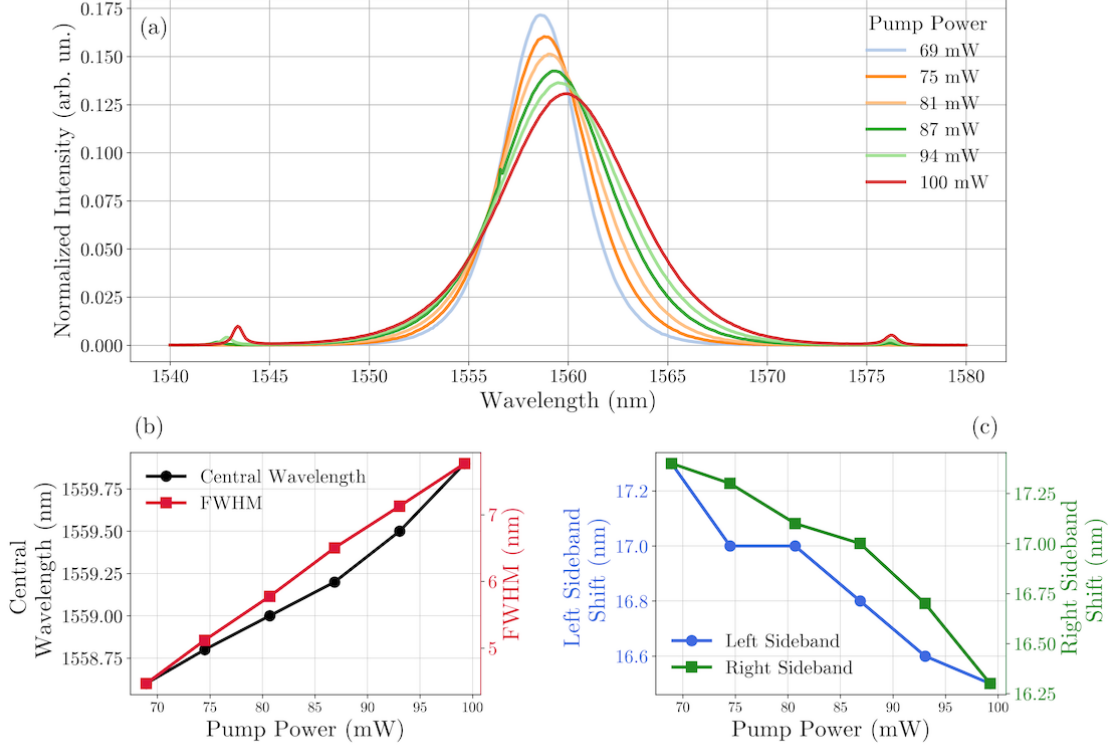 (a)
Normalized Intensity (arb. un.)
0.175
0.150
0.125
0.100
0.075
0.050
0.025
0.000
Pump Power
69 mW
75 mW
81 mW
87 mW
94 mW
100 mW
1540 1545 1550 1555 1560 1565 1570 1575 1580
Wavelength (nm)
(b)
Central
Wavelength (nm)
1559.75
1559.50
1559.25
1559.00
1558.75
Central Wavelength
FWHM
7
6
5
FWHM (nm)
70 75 80 85 90 95 100
Pump Power (mW)
(c)
Left Sideband
Shift (nm)
17.2
17.0
16.8
16.6
Left Sideband
Right Sideband
17.25
17.00
16.75
16.50
16.25
Right Sideband
Shift (nm)
70 75 80 85 90 95 100
Pump Power (mW)